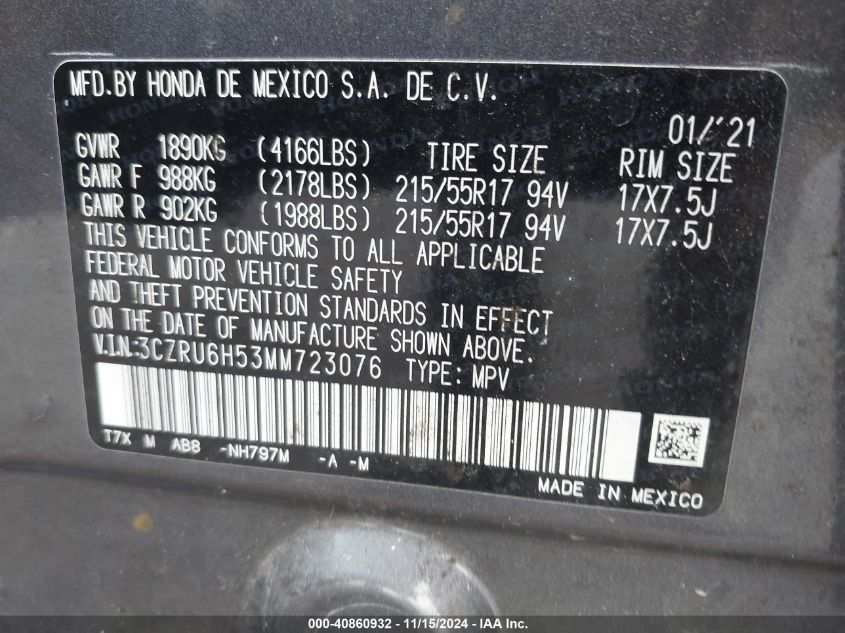 MFD.BY HONDA DE MEXICO S.A. DE C.V.
01/'21
GVWR 1890KG (4166LBS) TIRE SIZE RIM SIZE
GAWR F 988KG (2178LBS) 215/55R17 94V 17X7.5J
GAWR R 902KG (1988LBS) 215/55R17 94V 17X7.5J
THIS VEHICLE CONFORMS TO ALL APPLICABLE
FEDERAL MOTOR VEHICLE SAFETY
AND THEFT PREVENTION STANDARDS IN EFFECT
ON THE DATE OF MANUFACTURE SHOWN ABOVE.
V.I.N:3CZRU6H53MM723076 TYPE: MPV
T7X M ABB -NH797M -A -M
MADE IN MEXICO
000-40860932 - 11/15/2024 - IAA Inc.